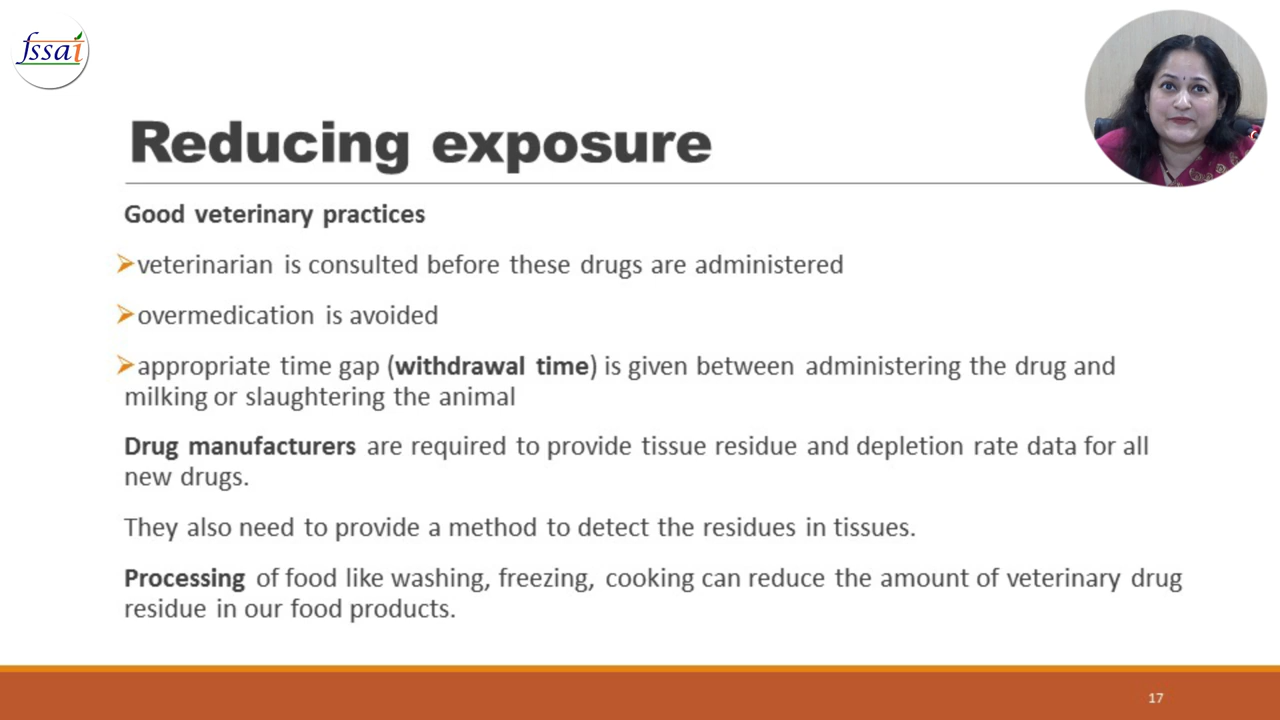 fssai
Reducing exposure
Good veterinary practices
➢veterinarian is consulted before these drugs are administered
➢overmedication is avoided
➢appropriate time gap (withdrawal time) is given between administering the drug and
milking or slaughtering the animal
Drug manufacturers are required to provide tissue residue and depletion rate data for all
new drugs.
They also need to provide a method to detect the residues in tissues.
Processing of food like washing, freezing, cooking can reduce the amount of veterinary drug
residue in our food products.
17